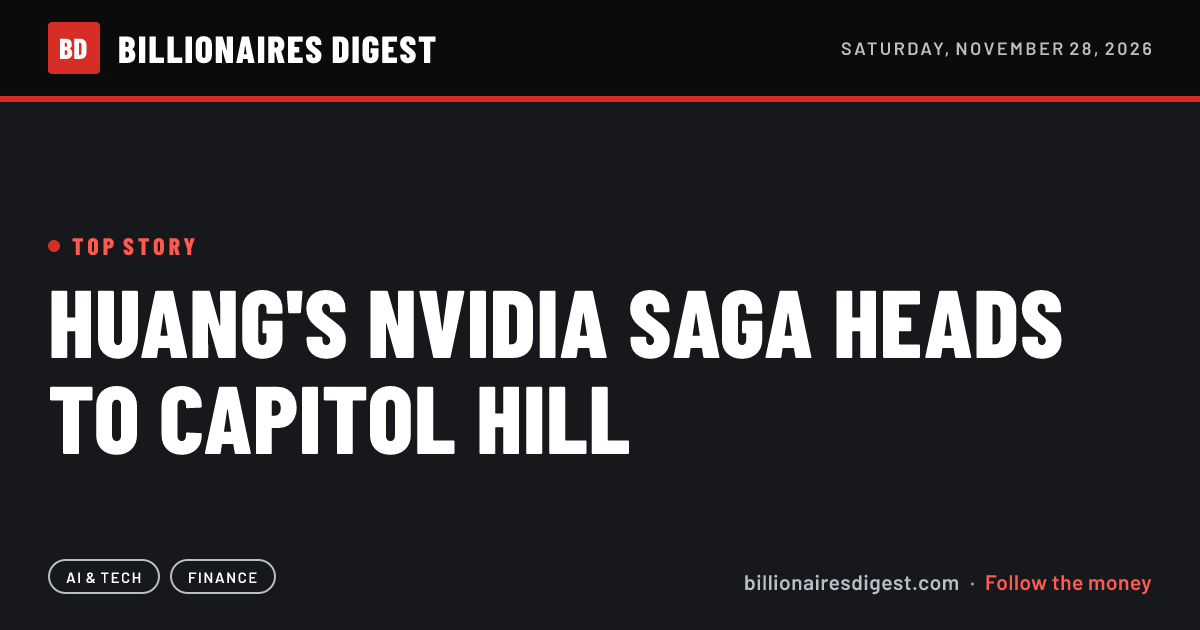 BD
BILLIONAIRES DIGEST
SATURDAY, NOVEMBER 28, 2026
TOP STORY
HUANG'S NVIDIA SAGA HEADS
TO CAPITOL HILL
AI & TECH
FINANCE
billionairesdigest.com · Follow the money